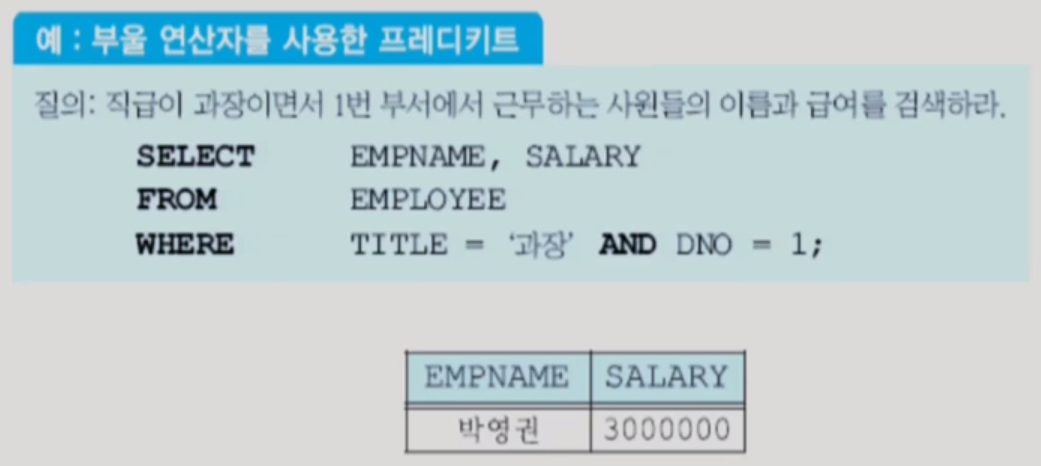 예 : 부울 연산자를 사용한 프레디키트
질의: 직급이 과장이면서 1번 부서에서 근무하는 사원들의 이름과 급여를 검색하라.
SELECT EMPNAME, SALARY
FROM EMPLOYEE
WHERE TITLE = ‘과장’ AND DNO = 1;
EMPNAME SALARY
박영권 3000000